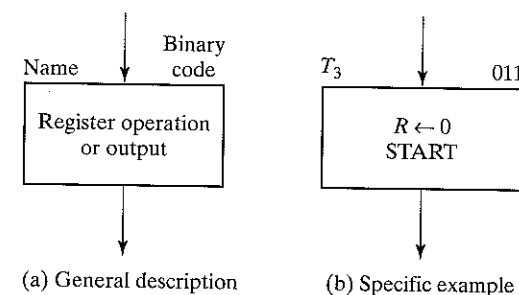 Binary
Name code
Register operation
or output
(a) General description
T₃ 011
R ← 0
START
(b) Specific example